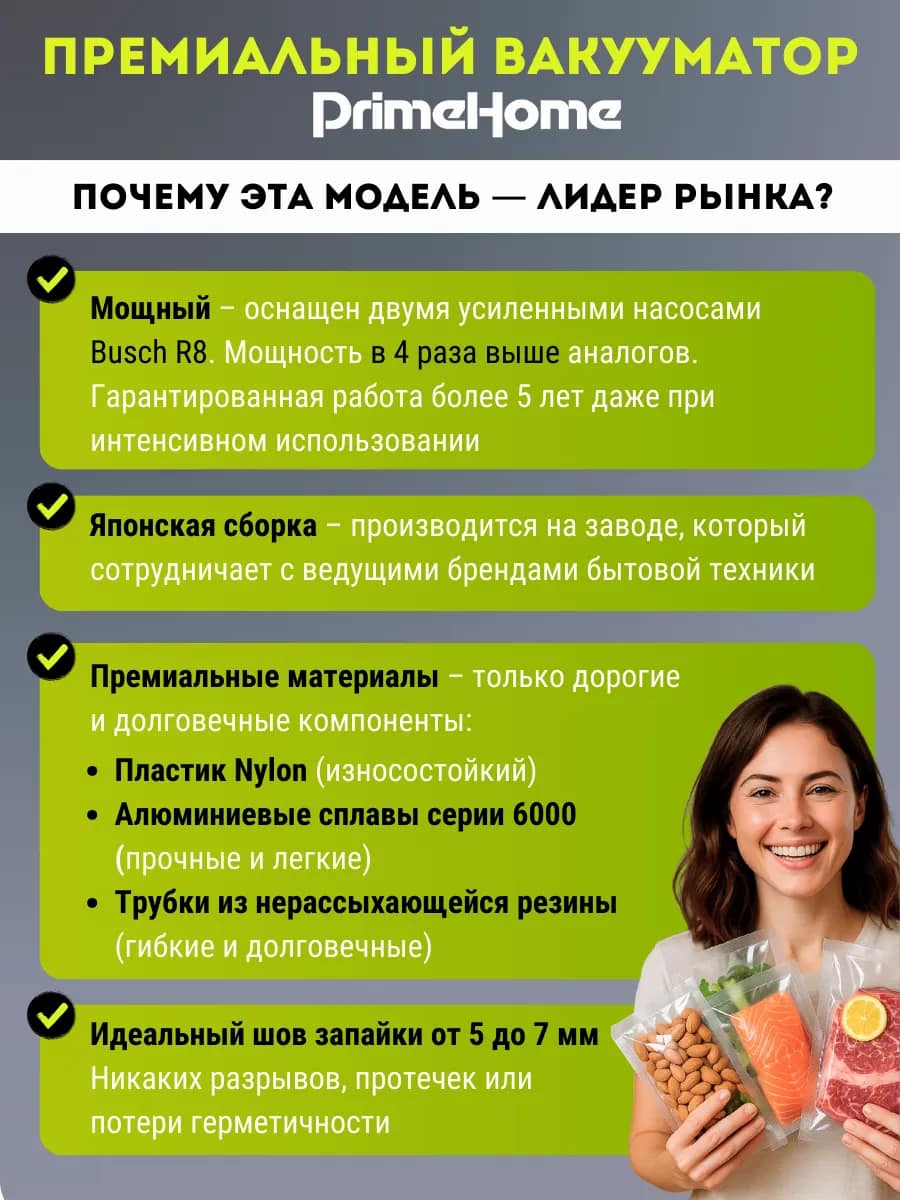 ПРЕМИАЛЬНЫЙ ВАКУУМАТОР
PrimeHome
ПОЧЕМУ ЭТА МОДЕЛЬ — ЛИДЕР РЫНКА?
Мощный – оснащен двумя усиленными насосами
Busch R8. Мощность в 4 раза выше аналогов.
Гарантированная работа более 5 лет даже при
интенсивном использовании
Японская сборка – производится на заводе, который
сотрудничает с ведущими брендами бытовой техники
Премиальные материалы – только дорогие
и долговечные компоненты:
• Пластик Nylon (износостойкий)
• Алюминиевые сплавы серии 6000
(прочные и легкие)
• Трубки из нерассыхающейся резины
(гибкие и долговечные)
Идеальный шов запайки от 5 до 7 мм
Никаких разрывов, протечек или
потери герметичности